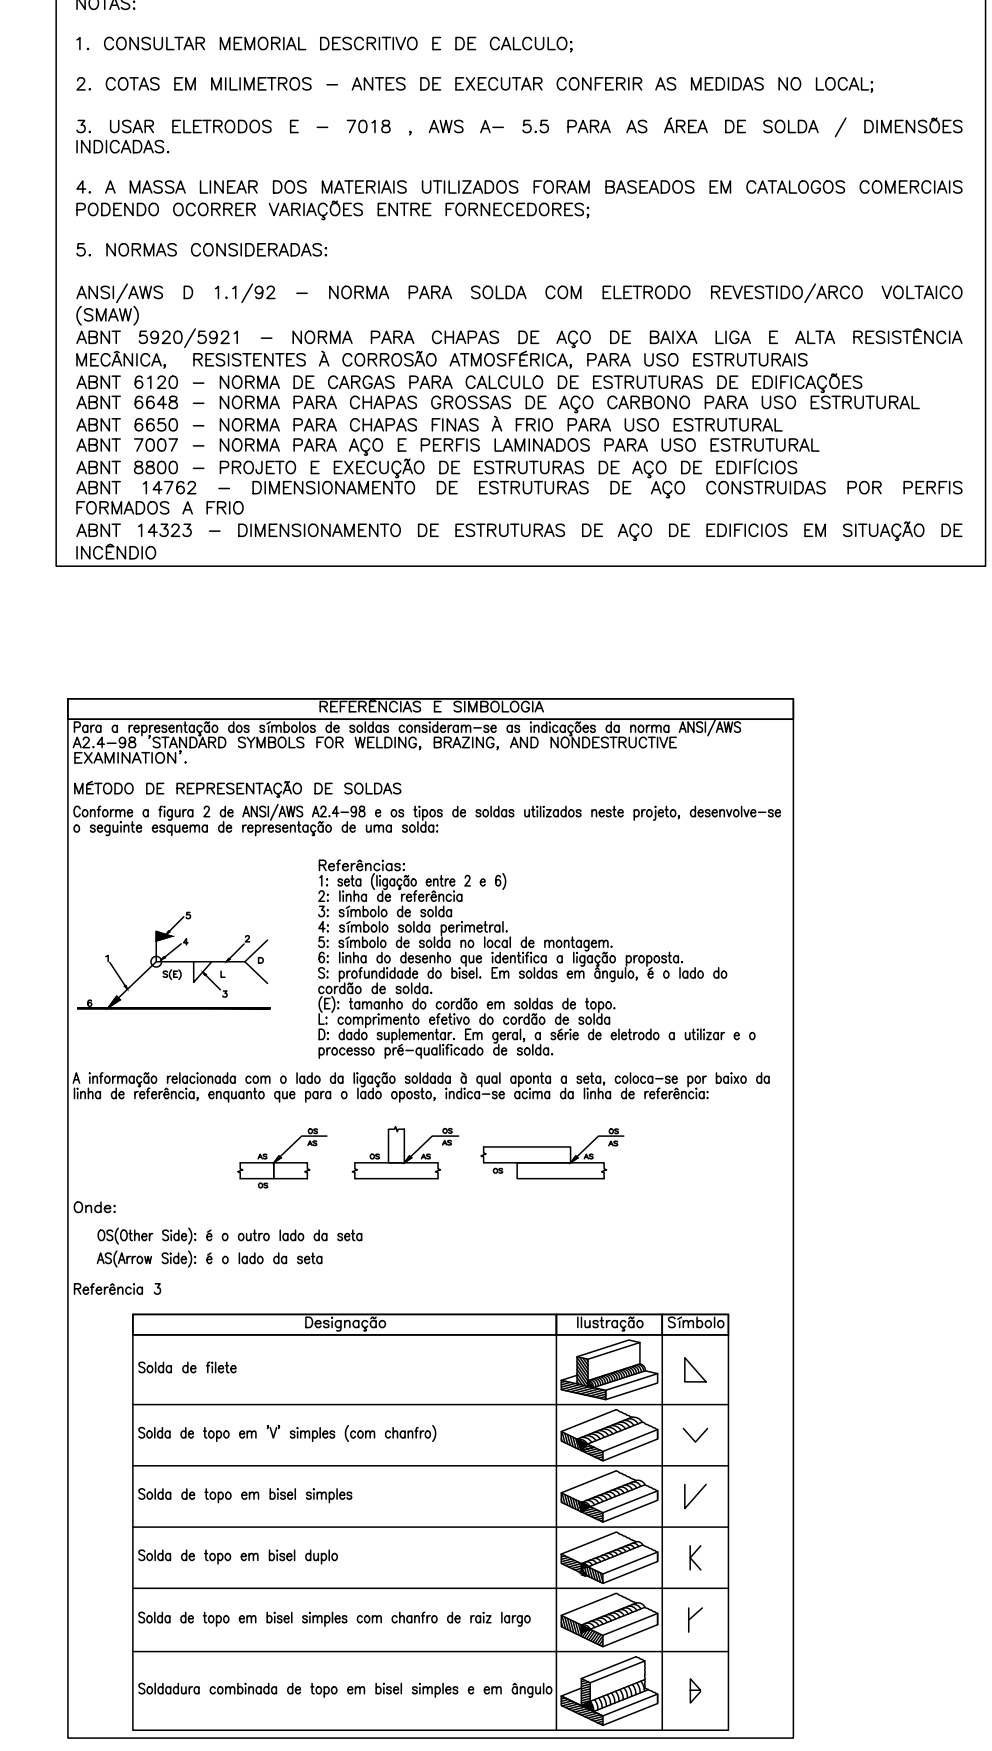 NOTAS:
1. CONSULTAR MEMORIAL DESCRITIVO E DE CALCULO;
2. COTAS EM MILIMETROS – ANTES DE EXECUTAR CONFERIR AS MEDIDAS NO LOCAL;
3. USAR ELETRODOS E – 7018 , AWS A– 5.5 PARA AS ÁREA DE SOLDA / DIMENSÕES
INDICADAS.
4. A MASSA LINEAR DOS MATERIAIS UTILIZADOS FORAM BASEADOS EM CATALOGOS COMERCIAIS
PODENDO OCORRER VARIAÇÕES ENTRE FORNECEDORES;
5. NORMAS CONSIDERADAS:
ANSI/AWS D 1.1/92 – NORMA PARA SOLDA COM ELETRODO REVESTIDO/ARCO VOLTAICO
(SMAW)
ABNT 5920/5921 – NORMA PARA CHAPAS DE AÇO DE BAIXA LIGA E ALTA RESISTÊNCIA
MECÂNICA, RESISTENTES À CORROSÃO ATMOSFÉRICA, PARA USO ESTRUTURAIS
ABNT 6120 – NORMA DE CARGAS PARA CALCULO DE ESTRUTURAS DE EDIFICAÇÕES
ABNT 6648 – NORMA PARA CHAPAS GROSSAS DE AÇO CARBONO PARA USO ESTRUTURAL
ABNT 6650 – NORMA PARA CHAPAS FINAS À FRIO PARA USO ESTRUTURAL
ABNT 7007 – NORMA PARA AÇO E PERFIS LAMINADOS PARA USO ESTRUTURAL
ABNT 8800 – PROJETO E EXECUÇÃO DE ESTRUTURAS DE AÇO DE EDIFÍCIOS
ABNT 14762 – DIMENSIONAMENTO DE ESTRUTURAS DE AÇO CONSTRUIDAS POR PERFIS
FORMADOS A FRIO
ABNT 14323 – DIMENSIONAMENTO DE ESTRUTURAS DE AÇO DE EDIFICIOS EM SITUAÇÃO DE
INCÊNDIO
REFERÊNCIAS E SIMBOLOGIA
Para a representação dos símbolos de soldas consideram–se as indicações da norma ANSI/AWS
A2.4–98 'STANDARD SYMBOLS FOR WELDING, BRAZING, AND NONDESTRUCTIVE
EXAMINATION'.
MÉTODO DE REPRESENTAÇÃO DE SOLDAS
Conforme a figura 2 de ANSI/AWS A2.4–98 e os tipos de soldas utilizados neste projeto, desenvolve–se
o seguinte esquema de representação de uma solda:
5
4
2
1
S(E)
L
D
3
6
Referências:
1: seta (ligação entre 2 e 6)
2: linha de referência
3: símbolo de solda
4: símbolo solda perimetral.
5: símbolo de solda no local de montagem.
6: linha do desenho que identifica a ligação proposta.
S: profundidade do bisel. Em soldas em ângulo, é o lado do
cordão de solda.
(E): tamanho do cordão em soldas de topo.
L: comprimento efetivo do cordão de solda
D: dado suplementar. Em geral, a série de eletrodo a utilizar e o
processo pré–qualificado de solda.
A informação relacionada com o lado da ligação soldada à qual aponta a seta, coloca–se por baixo da
linha de referência, enquanto que para o lado oposto, indica–se acima da linha de referência:
OS
AS
AS
OS
OS
AS
OS
AS
OS
AS
AS
OS
Onde:
OS(Other Side): é o outro lado da seta
AS(Arrow Side): é o lado da seta
Referência 3
Designação Ilustração Símbolo
Solda de filete
Solda de topo em 'V' simples (com chanfro)
Solda de topo em bisel simples
Solda de topo em bisel duplo
Solda de topo em bisel simples com chanfro de raiz largo
Soldadura combinada de topo em bisel simples e em ângulo